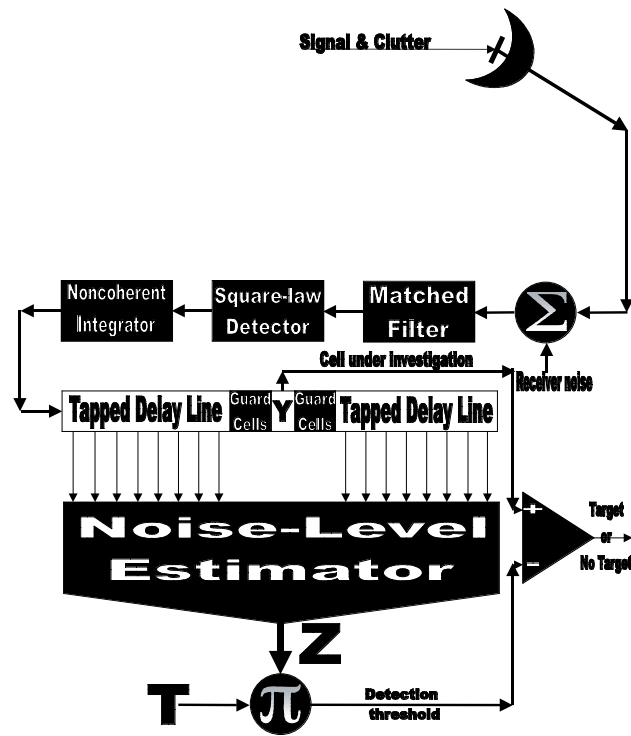 Signal & Clutter
Noncoherent
Integrator
Square-law
Detector
Matched
Filter
Σ
Cell under investigation
Receiver noise
Tapped Delay Line
Guard
Cells
Y
Guard
Cells
Tapped Delay Line
+
Target
or
No Target
−
Noise-Level
Estimator
Z
T
π
Detection
threshold